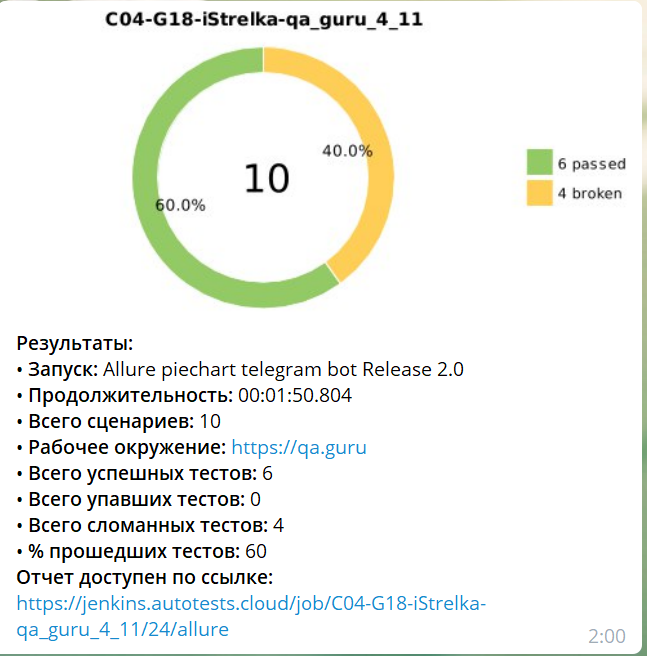 C04-G18-iStrelka-qa_guru_4_11
40.0%
10
60.0%
6 passed
4 broken
Результаты:
• Запуск: Allure piechart telegram bot Release 2.0
• Продолжительность: 00:01:50.804
• Всего сценариев: 10
• Рабочее окружение: https://qa.guru
• Всего успешных тестов: 6
• Всего упавших тестов: 0
• Всего сломанных тестов: 4
• % прошедших тестов: 60
Отчет доступен по ссылке:
https://jenkins.autotests.cloud/job/C04-G18-iStrelka-
qa_guru_4_11/24/allure
2:00